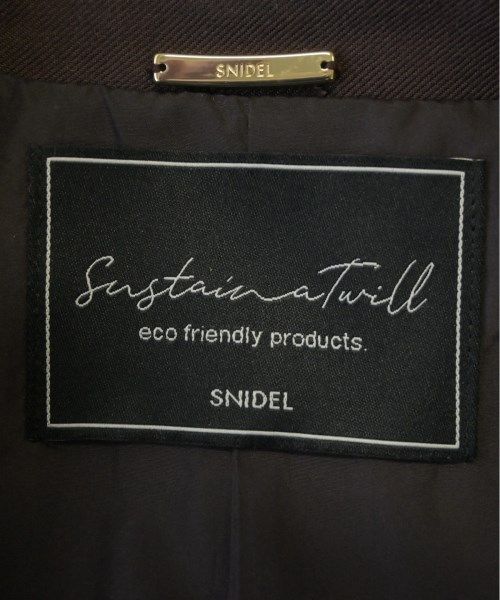 SNIDEL
SustainaTwill
eco friendly products.
SNIDEL